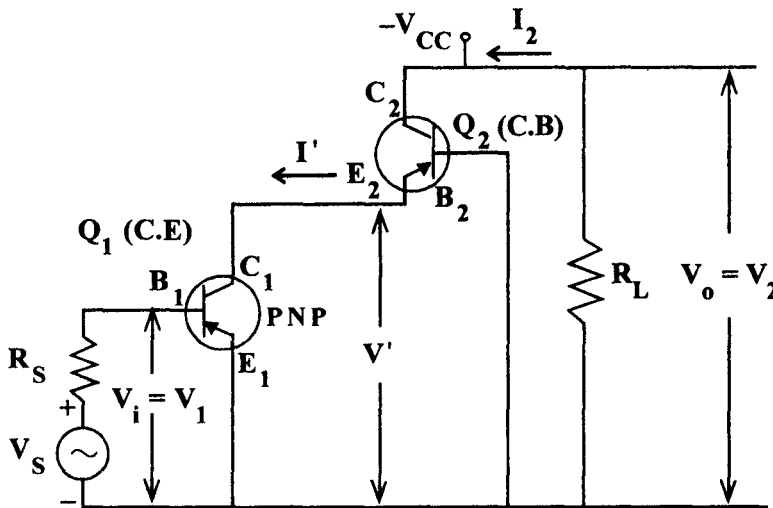 –V_CC
I_2
C_2
Q_2 (C.B)
I'
E_2
B_2
Q_1 (C.E)
B_1
C_1
PNP
R_L
V_o = V_2
R_S
E_1
V'
V_i = V_1
+
V_S
–